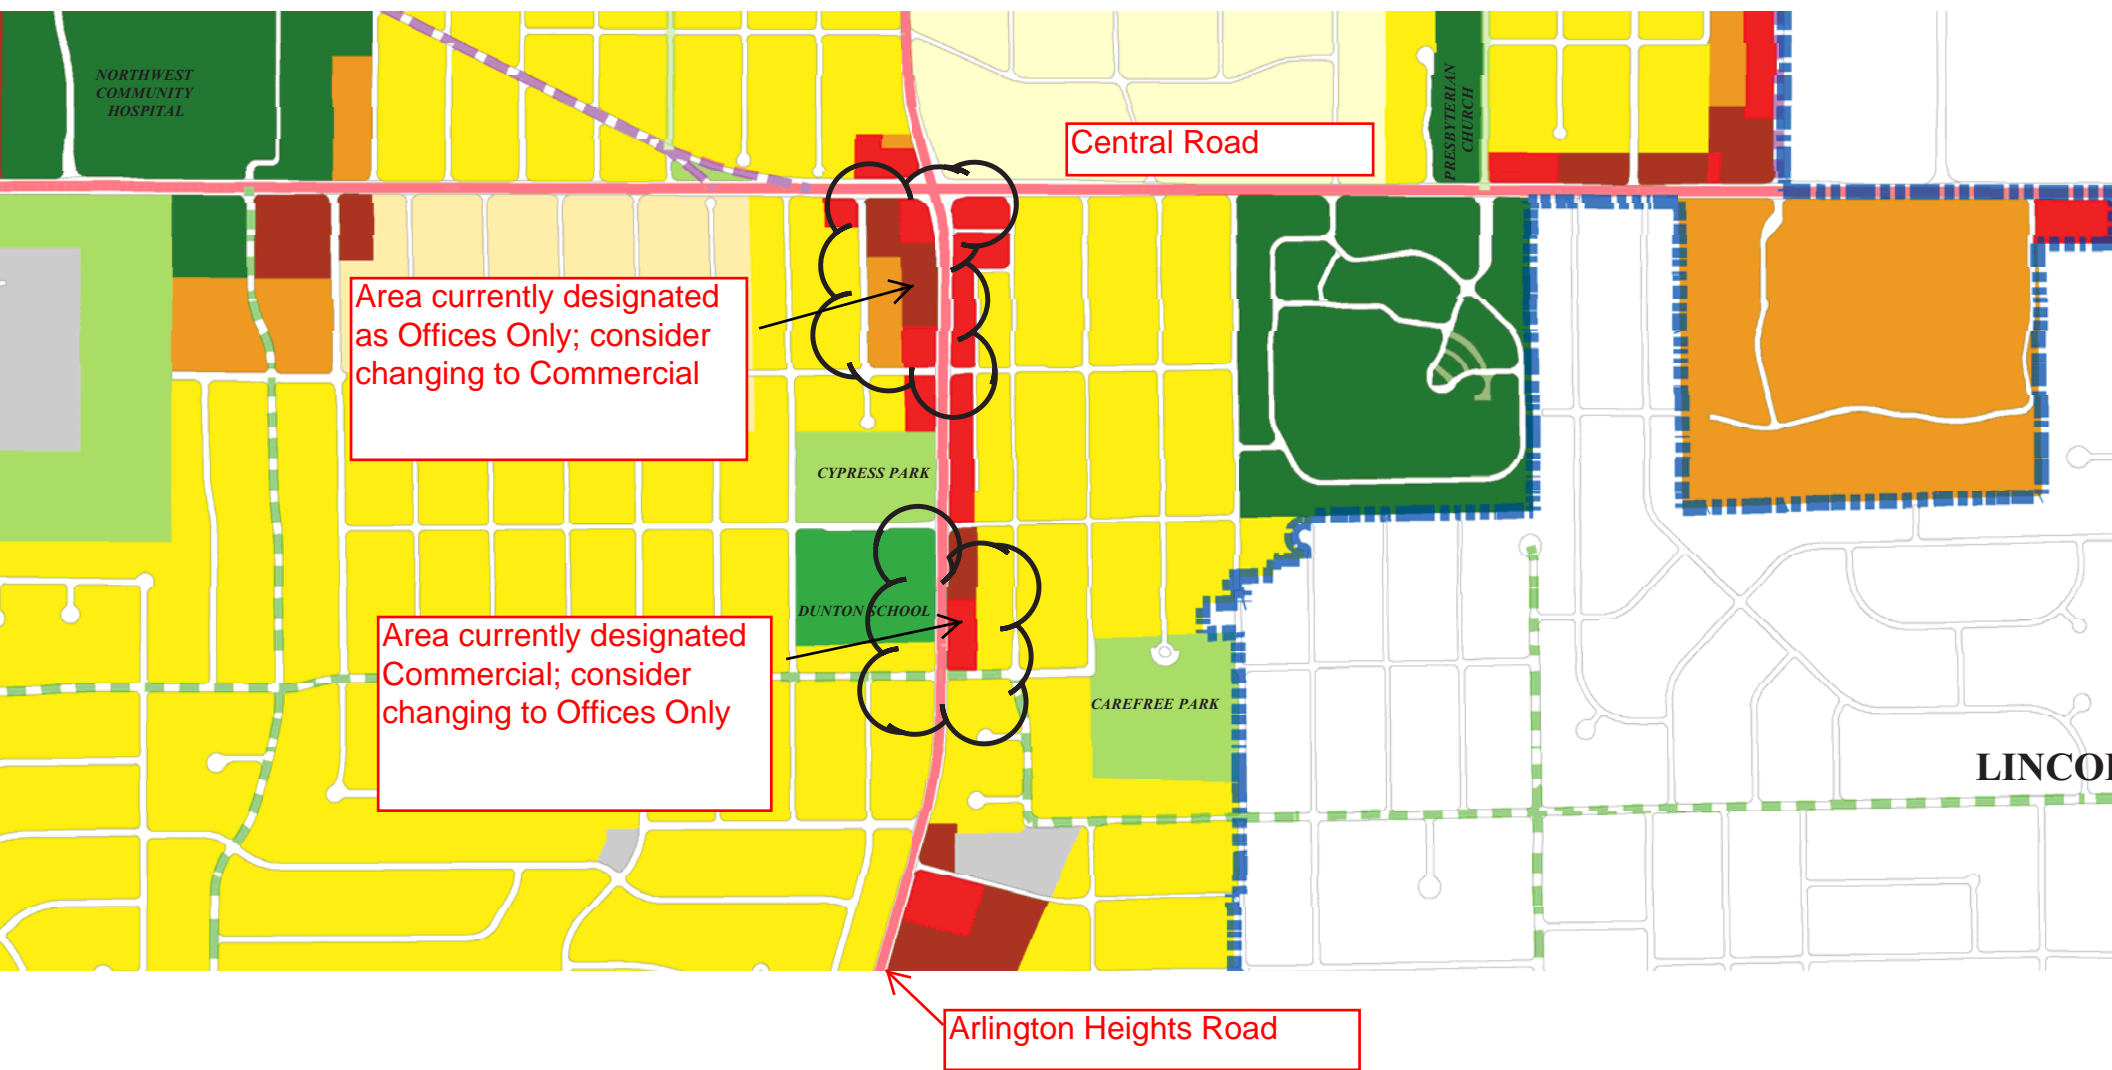 NORTHWEST
COMMUNITY
HOSPITAL
PRESBYTERIAN
CHURCH
Central Road
Area currently designated
as Offices Only; consider
changing to Commercial
CYPRESS PARK
DUNTON SCHOOL
Area currently designated
Commercial; consider
changing to Offices Only
CAREFREE PARK
LINCOL
Arlington Heights Road